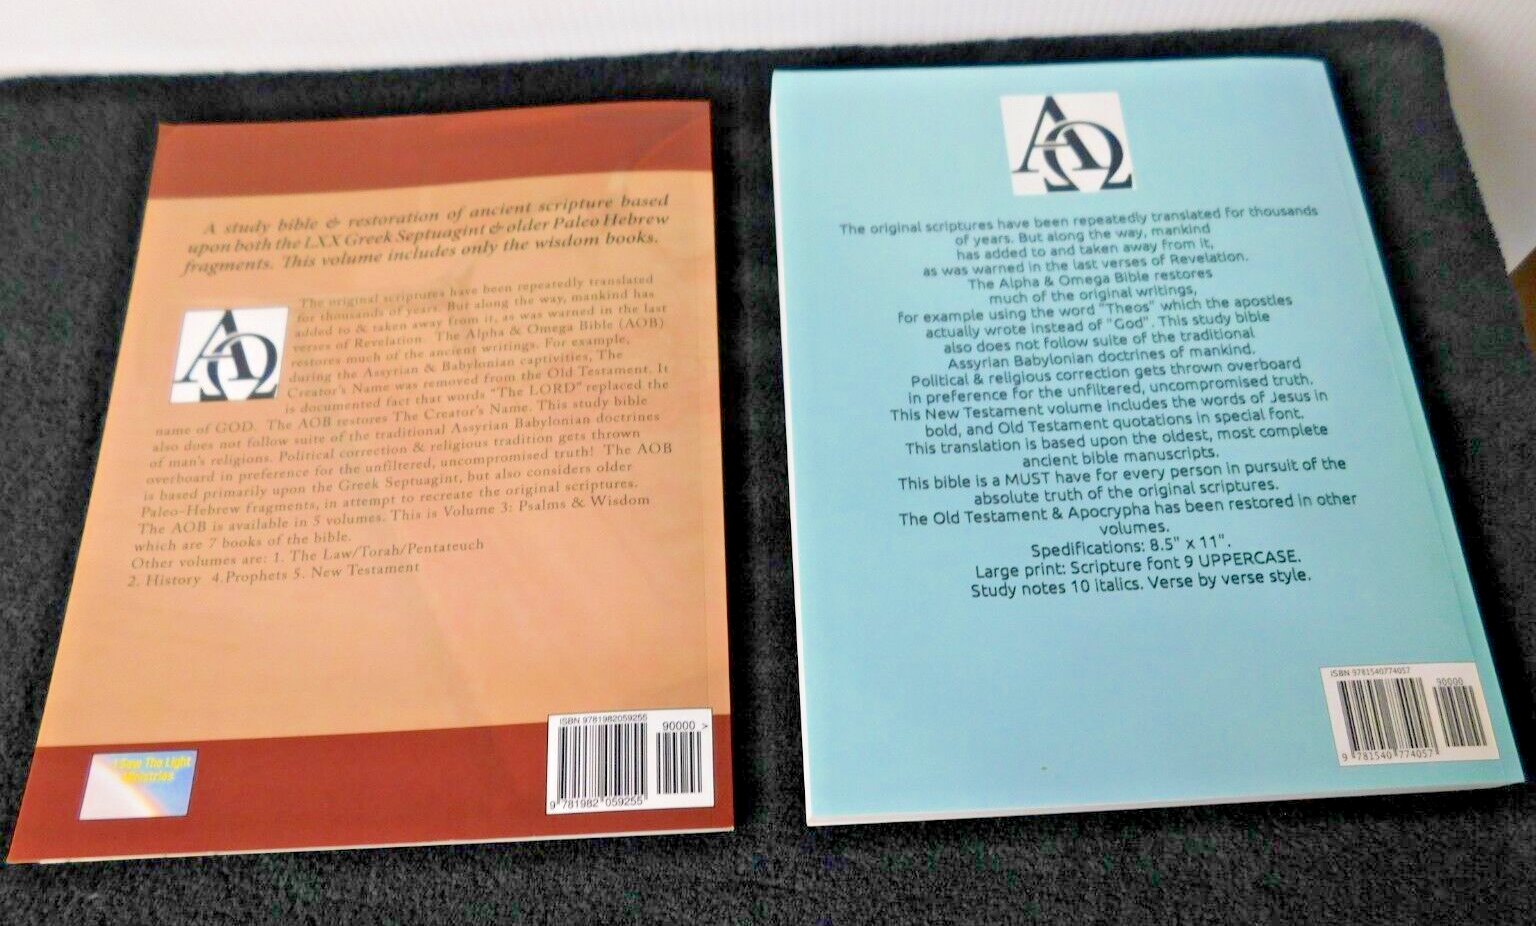 A study bible & restoration of ancient scripture based
upon both the LXX Greek Septuagint & older Paleo Hebrew
fragments. This volume includes only the wisdom books.
The original scriptures have been repeatedly translated
for thousands of years. But along the way, mankind has
added to & taken away from it, as was warned in the last
verses of Revelation. The Alpha & Omega Bible (AOB)
restores much of the ancient writings. For example,
during the Assyrian & Babylonian captivities, The
Creator's Name was removed from the Old Testament. It
is documented fact that words "The LORD" replaced the
name of GOD. The AOB restores The Creator's Name. This study bible
also does not follow suite of the traditional Assyrian Babylonian doctrines
of man's religions. Political correction & religious tradition gets thrown
overboard in preference for the unfiltered, uncompromised truth! The AOB
is based primarily upon the Greek Septuagint, but also considers older
Paleo-Hebrew fragments, in attempt to recreate the original scriptures.
The AOB is available in 5 volumes. This is Volume 3: Psalms & Wisdom
which are 7 books of the bible.
Other volumes are: 1. The Law/Torah/Pentateuch
2. History 4.Prophets 5. New Testament
I Saw The Light
Ministries
ISBN 9781982059255
90000 >
9 781982 059255
ΑΩ
ΑΩ
The original scriptures have been repeatedly translated for thousands
of years. But along the way, mankind
has added to and taken away from it,
as was warned in the last verses of Revelation.
The Alpha & Omega Bible restores
much of the original writings,
for example using the word "Theos" which the apostles
actually wrote instead of "God". This study bible
also does not follow suite of the traditional
Assyrian Babylonian doctrines of mankind.
Political & religious correction gets thrown overboard
in preference for the unfiltered, uncompromised truth.
This New Testament volume includes the words of Jesus in
bold, and Old Testament quotations in special font.
This translation is based upon the oldest, most complete
ancient bible manuscripts.
This bible is a MUST have for every person in pursuit of the
absolute truth of the original scriptures.
The Old Testament & Apocrypha has been restored in other
volumes.
Spedifications: 8.5" x 11".
Large print: Scripture font 9 UPPERCASE.
Study notes 10 italics. Verse by verse style.
ISBN 9781540774057
90000
9 781540 774057